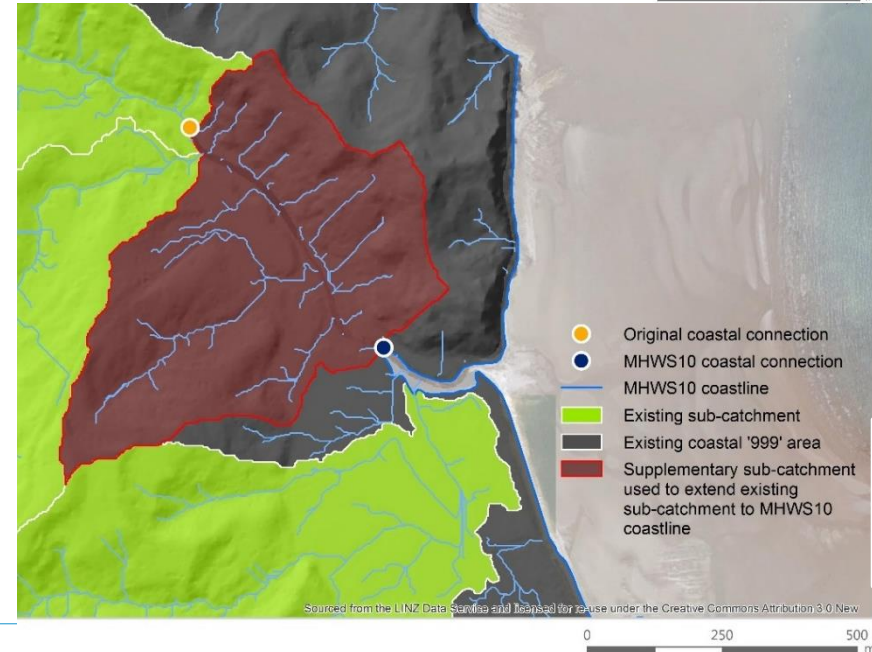 Original coastal connection
MHWS10 coastal connection
MHWS10 coastline
Existing sub-catchment
Existing coastal '999' area
Supplementary sub-catchment
used to extend existing
sub-catchment to MHWS10
coastline
Sourced from the LINZ Data Service and licensed for re-use under the Creative Commons Attribution 3.0 New
0 250 500
m